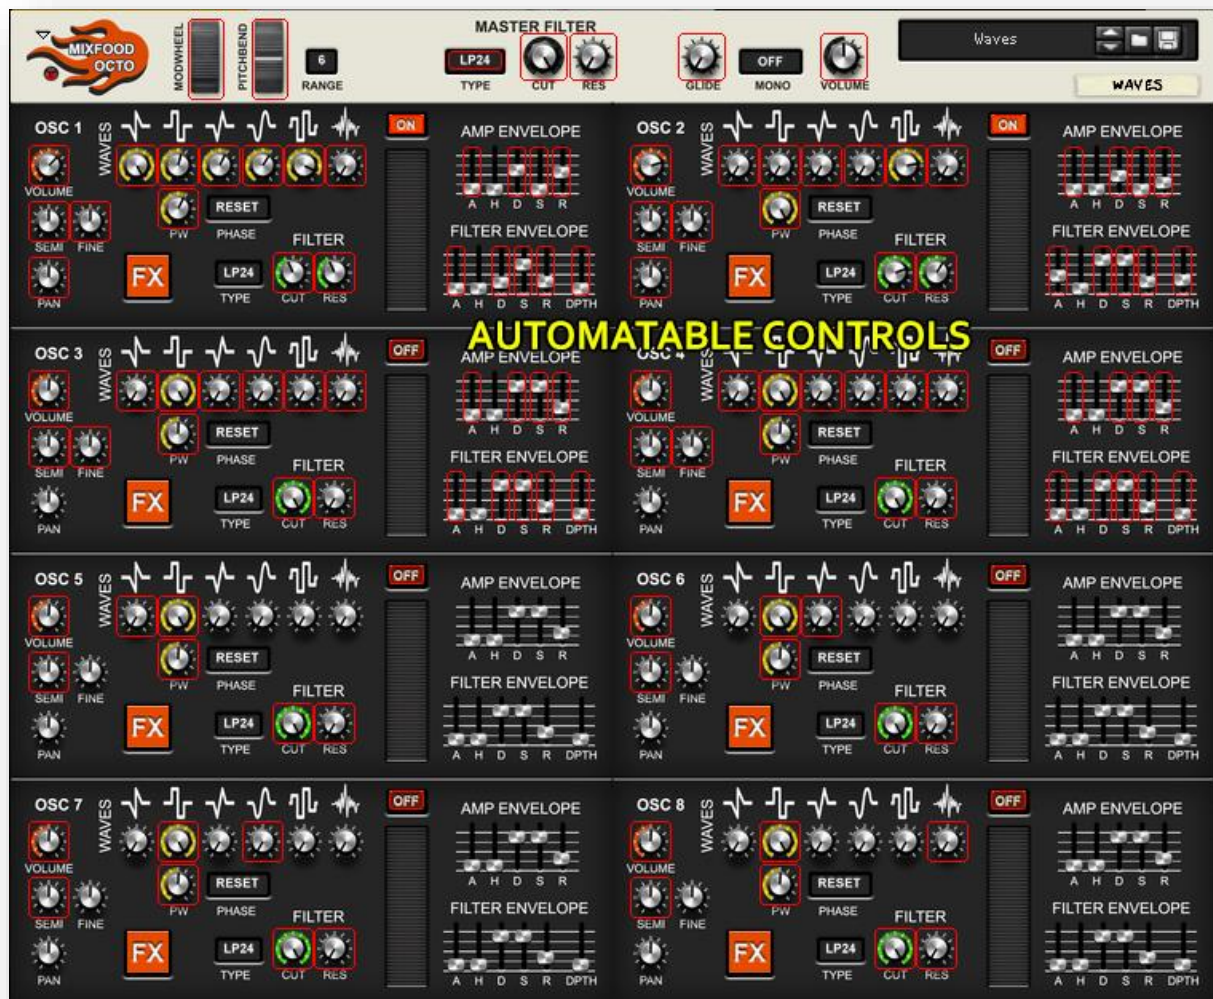 MASTER FILTER
MIXFOOD
OCTO
MODWHEEL
PITCHBEND
6
RANGE
LP24
TYPE
CUT
RES
GLIDE
OFF
MONO
VOLUME
Waves
WAVES
OSC 1
WAVES
ON
AMP ENVELOPE
VOLUME
A H D S R
SEMI FINE
PW
RESET
PHASE
FILTER
FILTER ENVELOPE
PAN
FX
LP24
TYPE
CUT RES
A H D S R DPTH
OSC 2
WAVES
ON
AMP ENVELOPE
VOLUME
A H D S R
SEMI FINE
PW
RESET
PHASE
FILTER
FILTER ENVELOPE
PAN
FX
LP24
TYPE
CUT RES
A H D S R DPTH
AUTOMATABLE CONTROLS
OSC 3
WAVES
OFF
AMP ENVELOPE
VOLUME
A H D S R
SEMI FINE
PW
RESET
PHASE
FILTER
FILTER ENVELOPE
PAN
FX
LP24
TYPE
CUT RES
A H D S R DPTH
OSC 4
WAVES
OFF
AMP ENVELOPE
VOLUME
A H D S R
SEMI FINE
PW
RESET
PHASE
FILTER
FILTER ENVELOPE
PAN
FX
LP24
TYPE
CUT RES
A H D S R DPTH
OSC 5
WAVES
OFF
AMP ENVELOPE
VOLUME
A H D S R
SEMI FINE
PW
RESET
PHASE
FILTER
FILTER ENVELOPE
PAN
FX
LP24
TYPE
CUT RES
A H D S R DPTH
OSC 6
WAVES
OFF
AMP ENVELOPE
VOLUME
A H D S R
SEMI FINE
PW
RESET
PHASE
FILTER
FILTER ENVELOPE
PAN
FX
LP24
TYPE
CUT RES
A H D S R DPTH
OSC 7
WAVES
OFF
AMP ENVELOPE
VOLUME
A H D S R
SEMI FINE
PW
RESET
PHASE
FILTER
FILTER ENVELOPE
PAN
FX
LP24
TYPE
CUT RES
A H D S R DPTH
OSC 8
WAVES
OFF
AMP ENVELOPE
VOLUME
A H D S R
SEMI FINE
PW
RESET
PHASE
FILTER
FILTER ENVELOPE
PAN
FX
LP24
TYPE
CUT RES
A H D S R DPTH